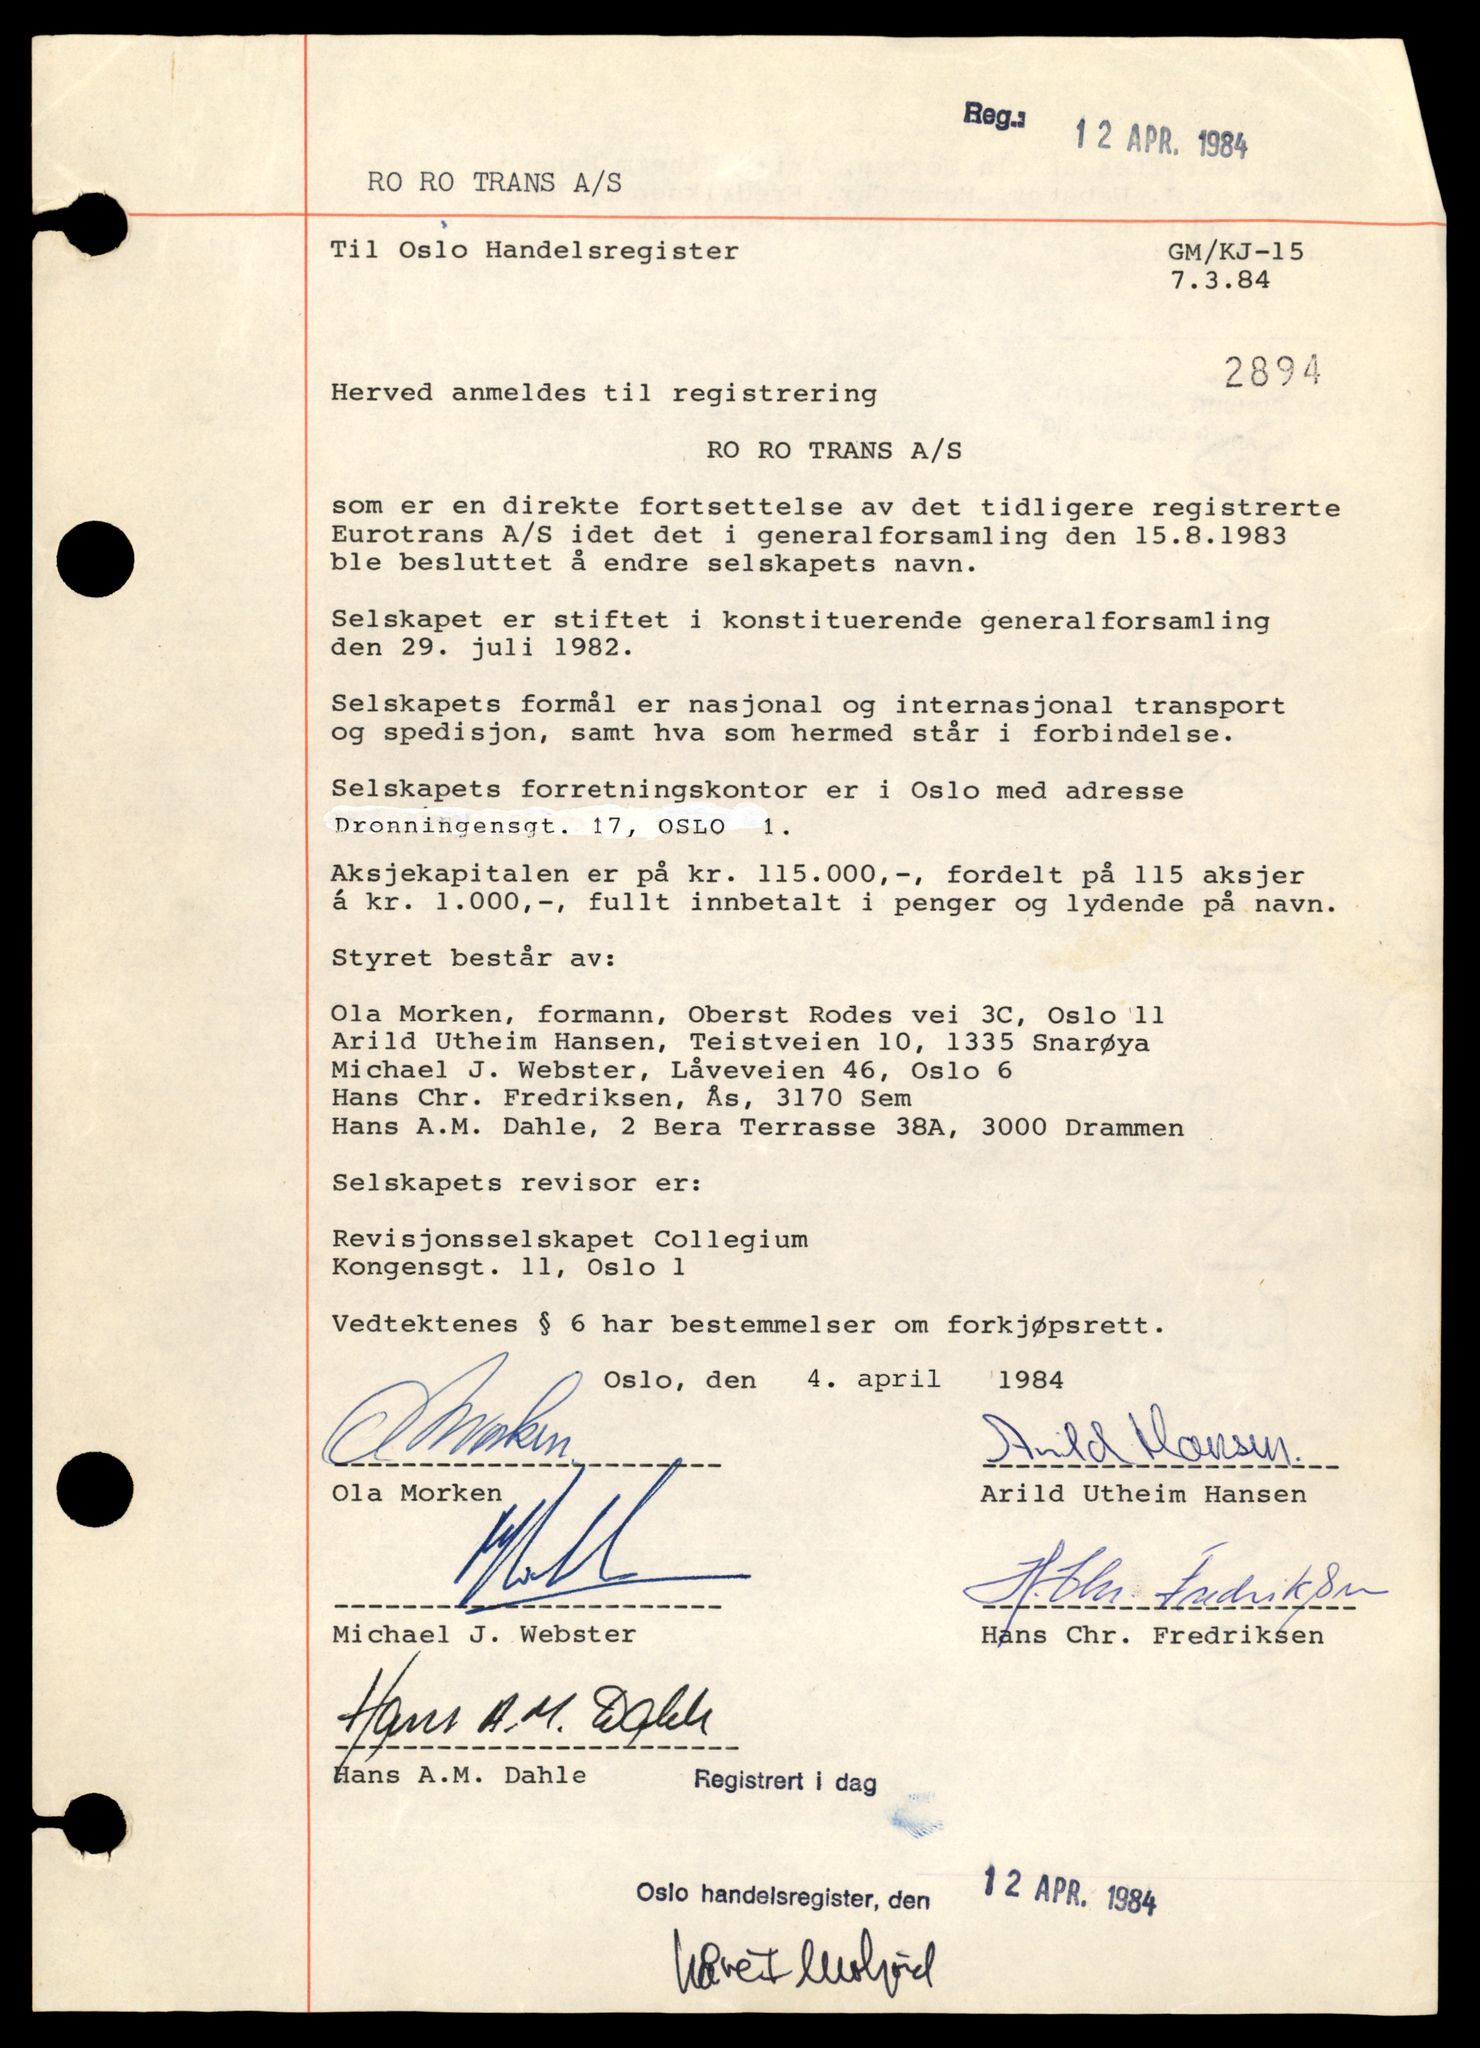 Reg.:
12 APR. 1984
RO RO TRANS A/S
Til Oslo Handelsregister
GM/KJ-15
7.3.84
2894
Herved anmeldes til registrering
RO RO TRANS A/S
som er en direkte fortsettelse av det tidligere registrerte
Eurotrans A/S idet det i generalforsamling den 15.8.1983
ble besluttet å endre selskapets navn.
Selskapet er stiftet i konstituerende generalforsamling
den 29. juli 1982.
Selskapets formål er nasjonal og internasjonal transport
og spedisjon, samt hva som hermed står i forbindelse.
Selskapets forretningskontor er i Oslo med adresse
Dronningensgt. 17, OSLO 1.
Aksjekapitalen er på kr. 115.000,-, fordelt på 115 aksjer
á kr. 1.000,-, fullt innbetalt i penger og lydende på navn.
Styret består av:
Ola Morken, formann, Oberst Rodes vei 3C, Oslo 11
Arild Utheim Hansen, Teistveien 10, 1335 Snarøya
Michael J. Webster, Låveveien 46, Oslo 6
Hans Chr. Fredriksen, Ås, 3170 Sem
Hans A.M. Dahle, 2 Bera Terrasse 38A, 3000 Drammen
Selskapets revisor er:
Revisjonsselskapet Collegium
Kongensgt. 11, Oslo 1
Vedtektenes § 6 har bestemmelser om forkjøpsrett.
Oslo, den 4. april 1984
O Morken
Arild Hansen
Ola Morken
Arild Utheim Hansen
H. Chr. Fredriksen
Michael J. Webster
Hans Chr. Fredriksen
Hans A.M. Dahle
Hans A.M. Dahle
Registrert i dag
Oslo handelsregister, den
12 APR. 1984